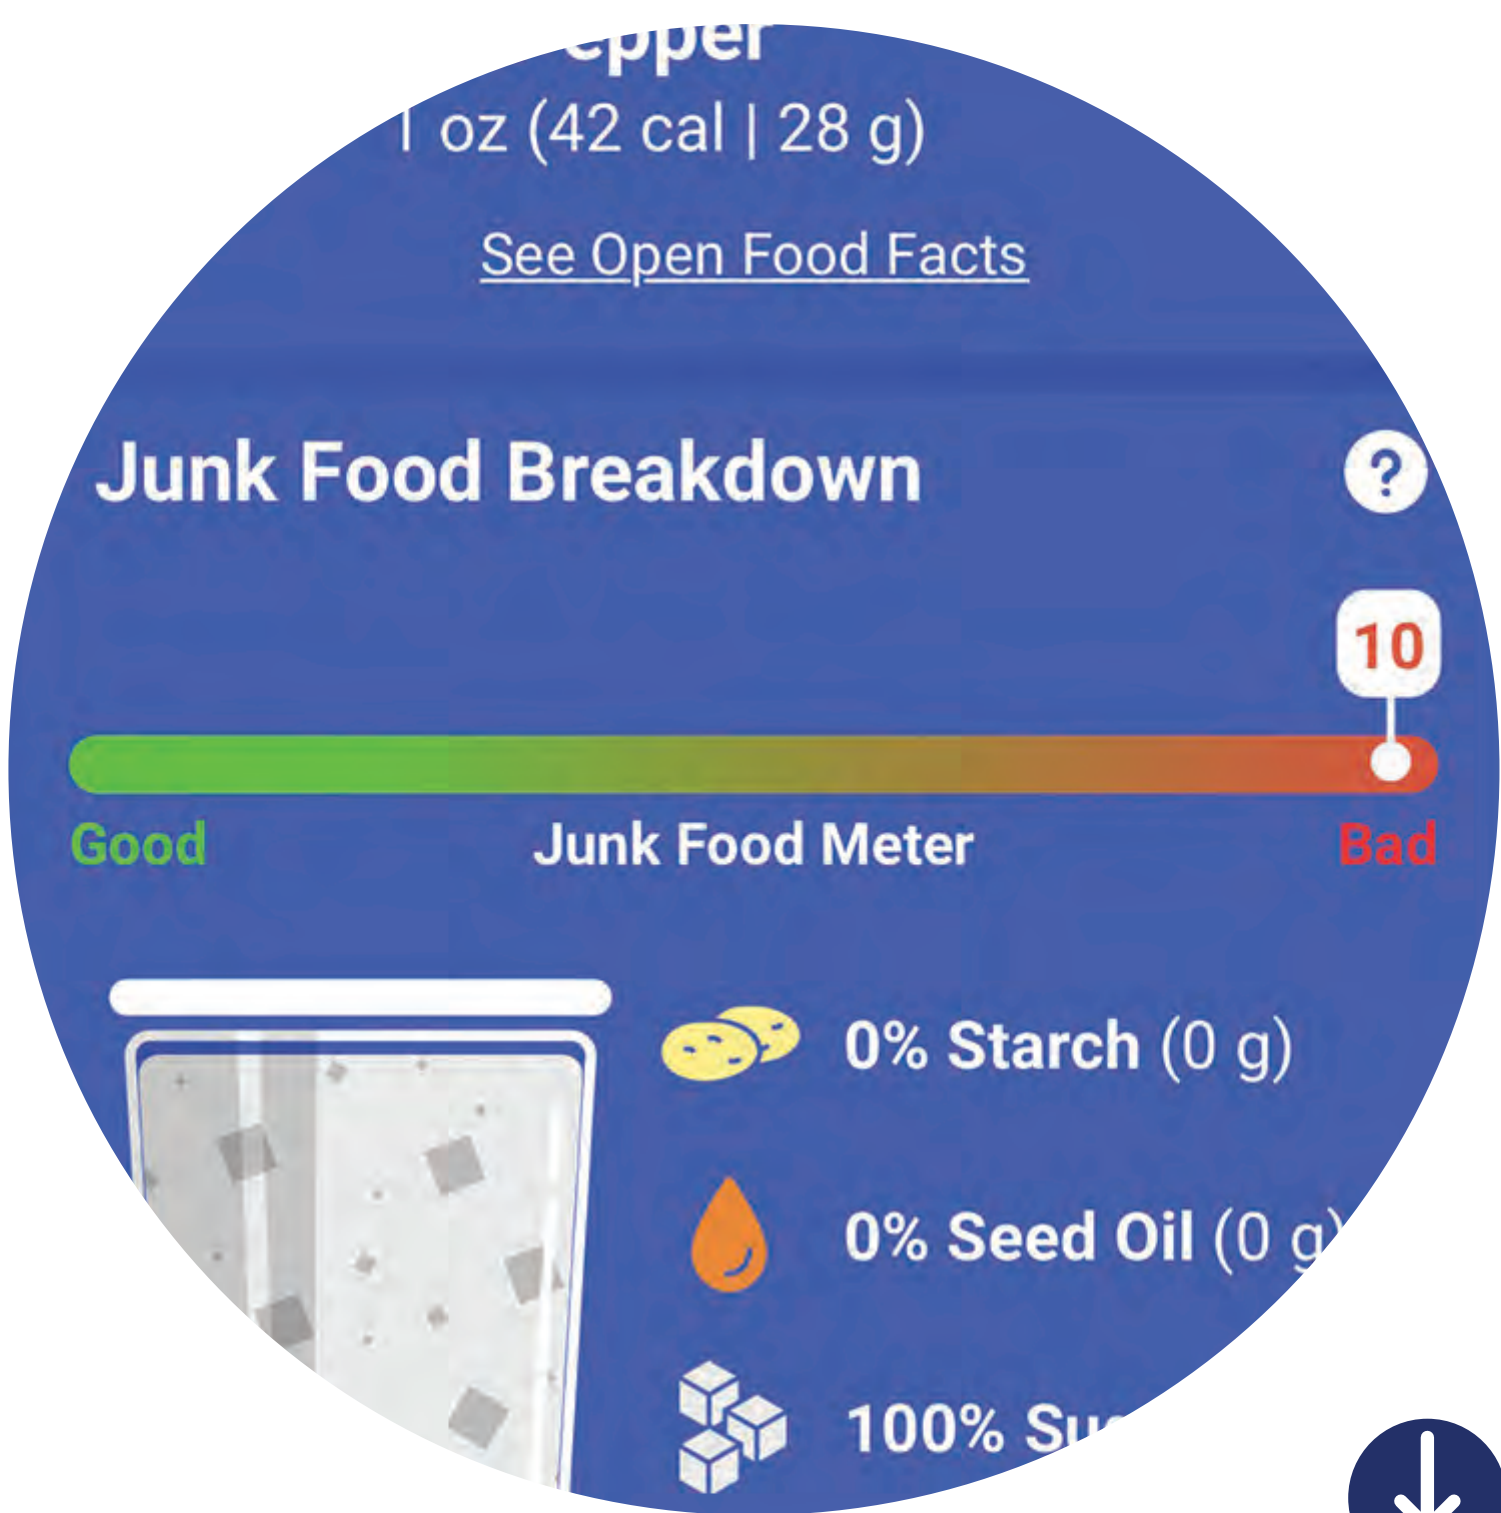 epper
1 oz (42 cal | 28 g)
See Open Food Facts
Junk Food Breakdown
?
10
Good Junk Food Meter Bad
0% Starch (0 g)
0% Seed Oil (0 g)
100%